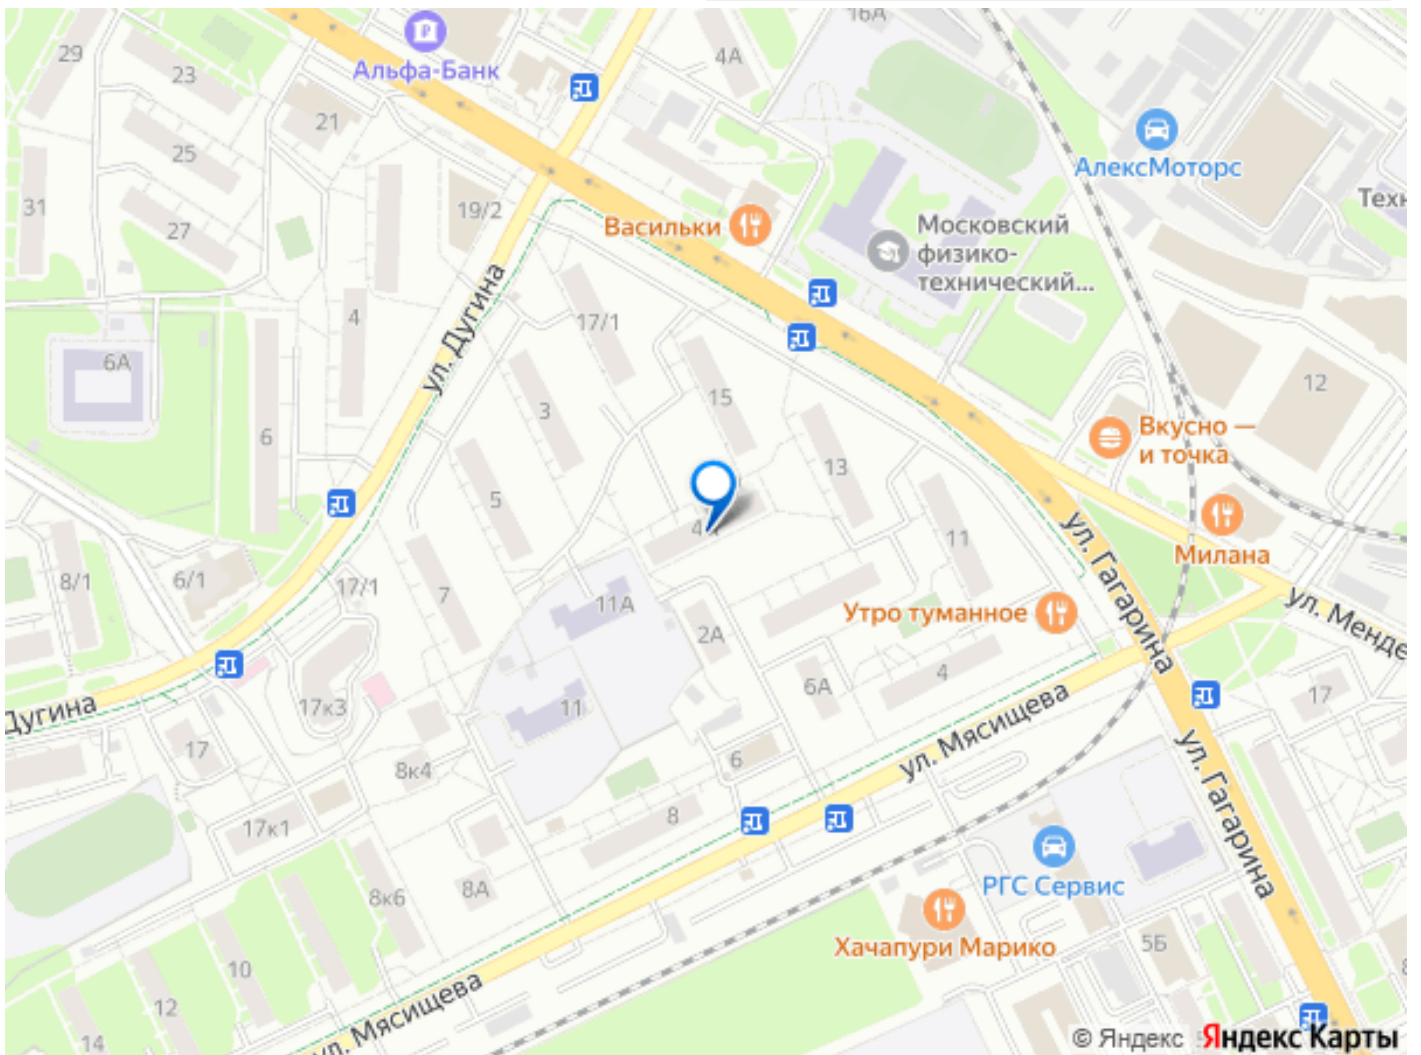 16А
29
Альфа-Банк
4А
23
21
АлексМоторс
25
31
19/2
Васильки
Московский
физико-
технический...
27
ул. Дугина
4
17/1
6А
15
12
3
6
Вкусно —
и точка
13
5
Милана
11
ул. Гагарина
8/1
6/1
17/1
7
11А
2А
Утро туманное
ул. Менде
4
6А
17
Дугина
17к3
11
17
ул. Мясищева
8к4
6
ул. Гагарина
17к1
8
РГС Сервис
8А
8к6
Хачапури Марико
5Б
10
12
ул. Мясищева
14
© Яндекс
Яндекс Карты